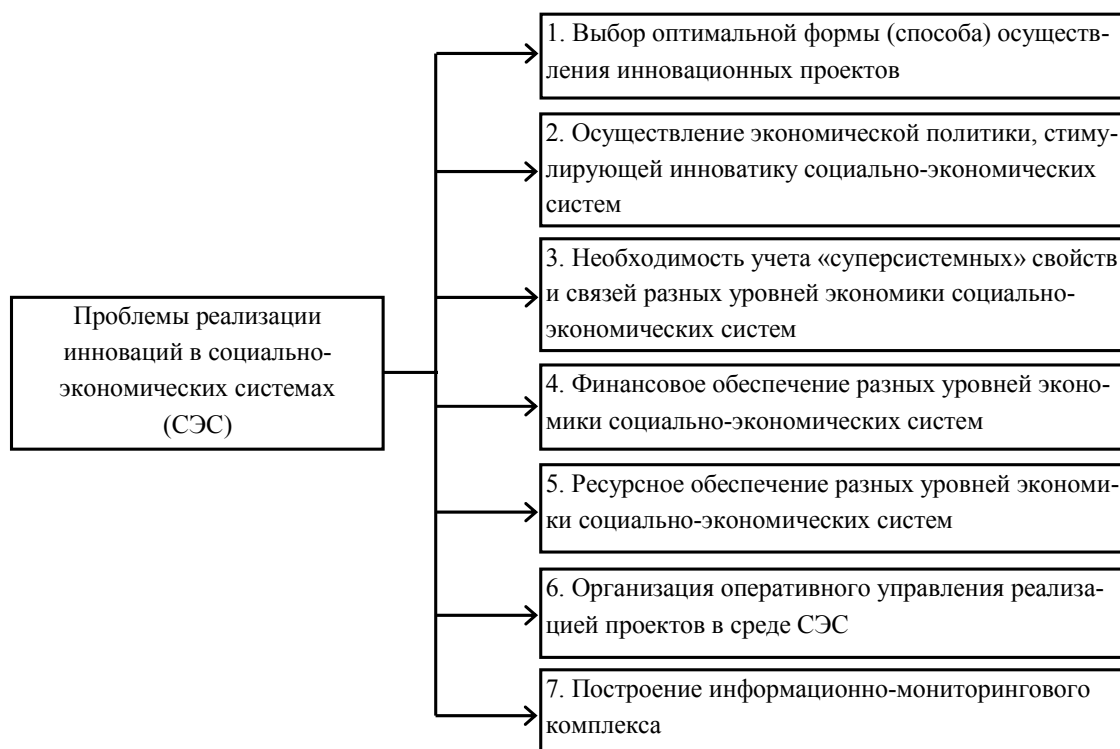 Проблемы реализации
инноваций в социально-
экономических системах
(СЭС)
1. Выбор оптимальной формы (способа) осуществ-
ления инновационных проектов
2. Осуществление экономической политики, стиму-
лирующей инноватику социально-экономических
систем
3. Необходимость учета «суперсистемных» свойств
и связей разных уровней экономики социально-
экономических систем
4. Финансовое обеспечение разных уровней эконо-
мики социально-экономических систем
5. Ресурсное обеспечение разных уровней экономи-
ки социально-экономических систем
6. Организация оперативного управления реализа-
цией проектов в среде СЭС
7. Построение информационно-мониторингового
комплекса